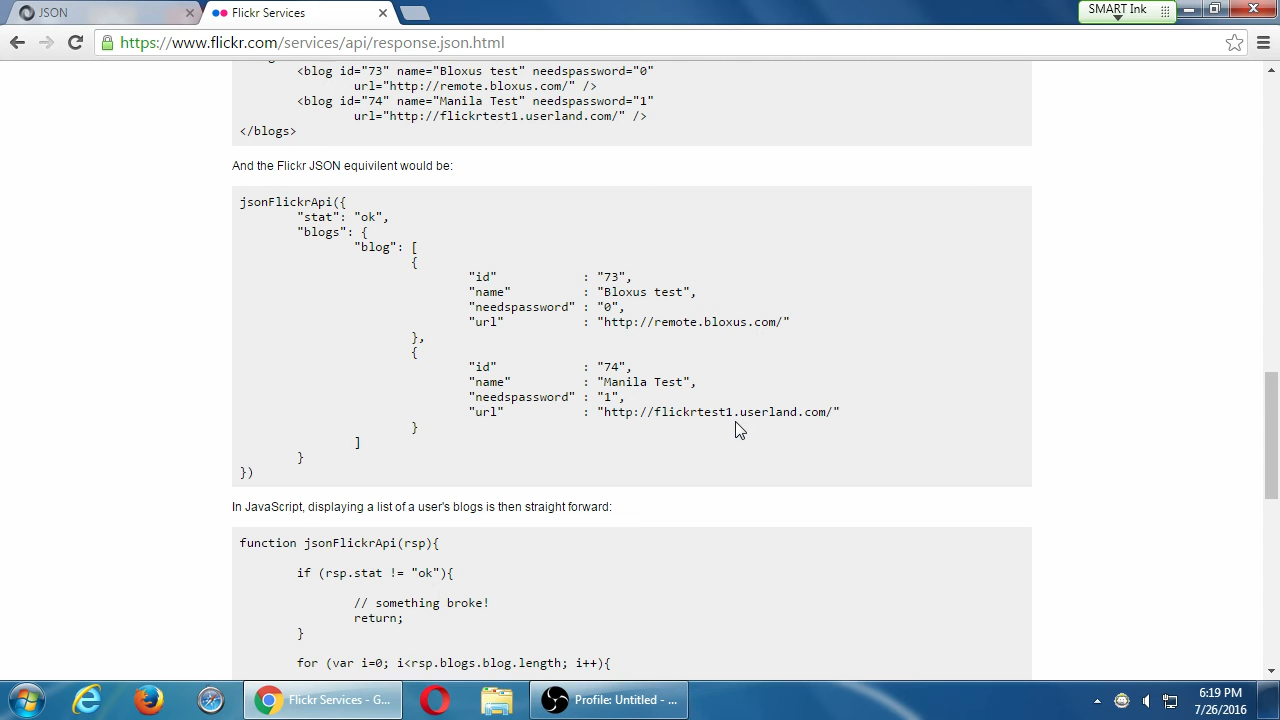 JSON
Flickr Services
SMART Ink
https://www.flickr.com/services/api/response.json.html
<blog id="73" name="Bloxus test" needspassword="0"
url="http://remote.bloxus.com/" />
<blog id="74" name="Manila Test" needspassword="1"
url="http://flickrtest1.userland.com/" />
</blogs>
And the Flickr JSON equivilent would be:
jsonFlickrApi({
"stat": "ok",
"blogs": {
"blog": [
{
"id" : "73",
"name" : "Bloxus test",
"needspassword" : "0",
"url" : "http://remote.bloxus.com/"
},
{
"id" : "74",
"name" : "Manila Test",
"needspassword" : "1",
"url" : "http://flickrtest1.userland.com/"
}
]
}
})
In JavaScript, displaying a list of a user's blogs is then straight forward:
function jsonFlickrApi(rsp){
if (rsp.stat != "ok"){
// something broke!
return;
}
for (var i=0; i<rsp.blogs.blog.length; i++){
Flickr Services - G...
Profile: Untitled - ...
6:19 PM
7/26/2016